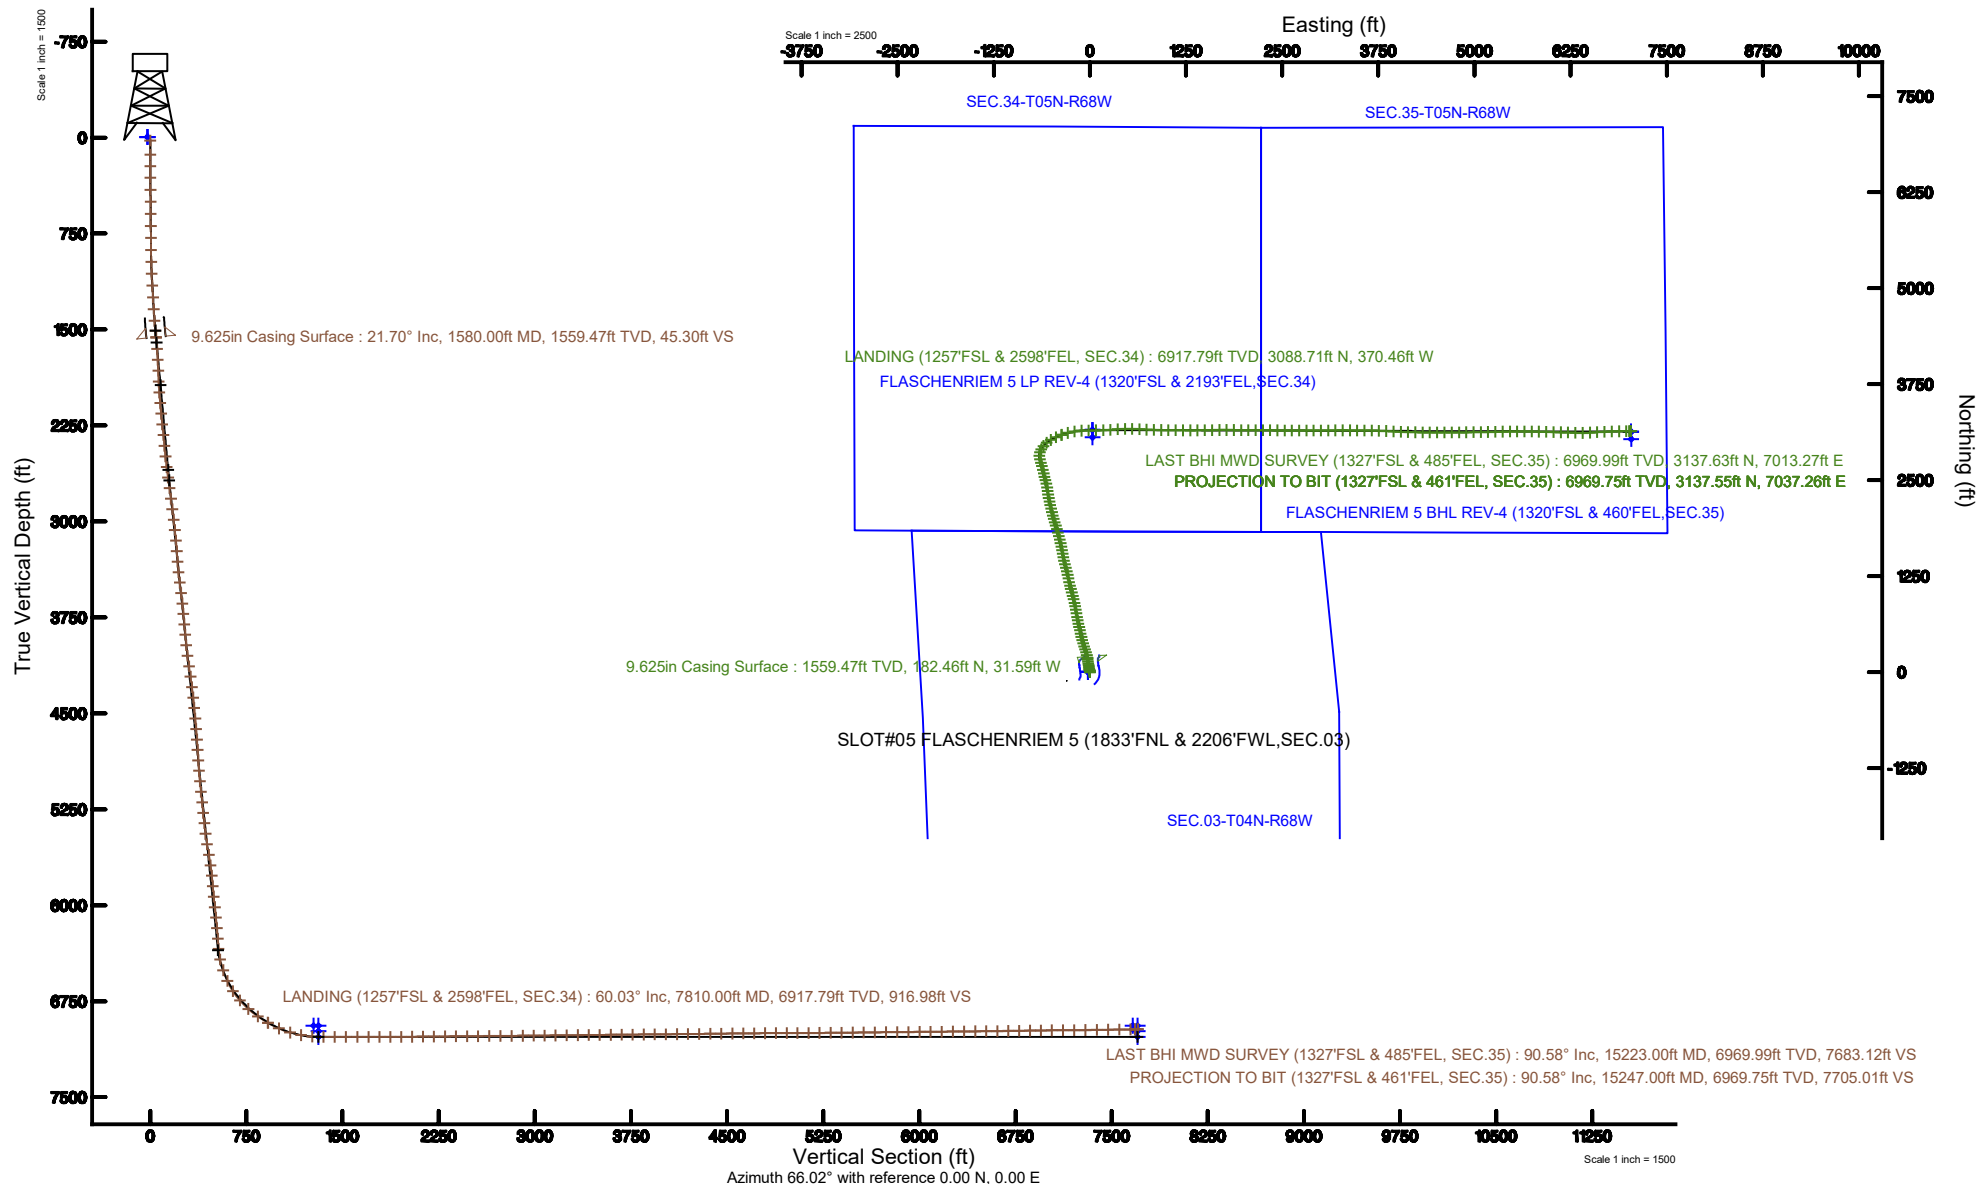 Scale 1 inch = 1500
-750
0
750
1500
2250
3000
3750
4500
5250
6000
6750
7500
True Vertical Depth (ft)
Easting (ft)
Scale 1 inch = 2500
-3750
-2500
-1250
0
1250
2500
3750
5000
6250
7500
8750
10000
SEC.34-T05N-R68W
SEC.35-T05N-R68W
7500
6250
5000
3750
2500
1250
0
-1250
Northing (ft)
9.625in Casing Surface : 21.70° Inc, 1580.00ft MD, 1559.47ft TVD, 45.30ft VS
LANDING (1257'FSL & 2598'FEL, SEC.34) : 6917.79ft TVD, 3088.71ft N, 370.46ft W
FLASCHENRIEM 5 LP REV-4 (1320'FSL & 2193'FEL,SEC.34)
LAST BHI MWD SURVEY (1327'FSL & 485'FEL, SEC.35) : 6969.99ft TVD, 3137.63ft N, 7013.27ft E
PROJECTION TO BIT (1327'FSL & 461'FEL, SEC.35) : 6969.75ft TVD, 3137.55ft N, 7037.26ft E
FLASCHENRIEM 5 BHL REV-4 (1320'FSL & 460'FEL,SEC.35)
9.625in Casing Surface : 1559.47ft TVD, 182.46ft N, 31.59ft W
SLOT#05 FLASCHENRIEM 5 (1833'FNL & 2206'FWL,SEC.03)
SEC.03-T04N-R68W
LANDING (1257'FSL & 2598'FEL, SEC.34) : 60.03° Inc, 7810.00ft MD, 6917.79ft TVD, 916.98ft VS
LAST BHI MWD SURVEY (1327'FSL & 485'FEL, SEC.35) : 90.58° Inc, 15223.00ft MD, 6969.99ft TVD, 7683.12ft VS
PROJECTION TO BIT (1327'FSL & 461'FEL, SEC.35) : 90.58° Inc, 15247.00ft MD, 6969.75ft TVD, 7705.01ft VS
0
750
1500
2250
3000
3750
4500
5250
6000
6750
7500
8250
9000
9750
10500
11250
Vertical Section (ft)
Azimuth 66.02° with reference 0.00 N, 0.00 E
Scale 1 inch = 1500